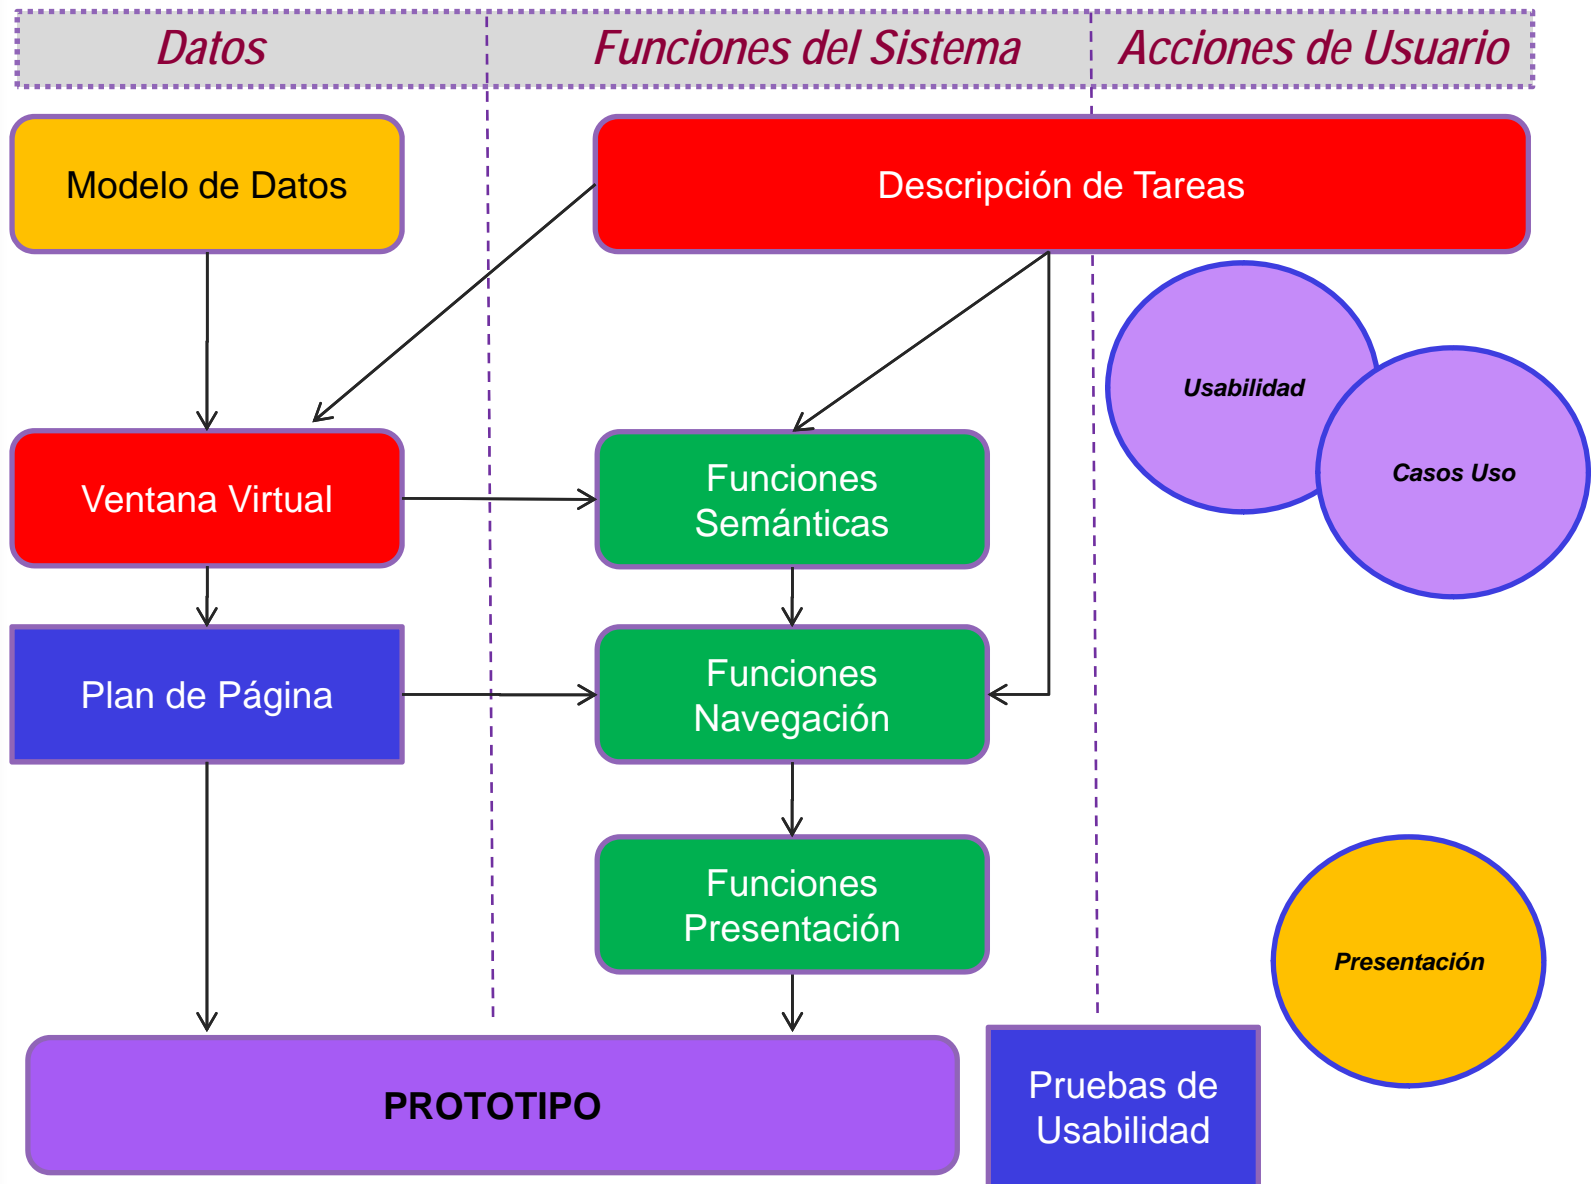 Datos
Funciones del Sistema
Acciones de Usuario
Modelo de Datos
Descripción de Tareas
Usabilidad
Casos Uso
Ventana Virtual
Funciones
Semánticas
Plan de Página
Funciones
Navegación
Funciones
Presentación
Presentación
PROTOTIPO
Pruebas de
Usabilidad